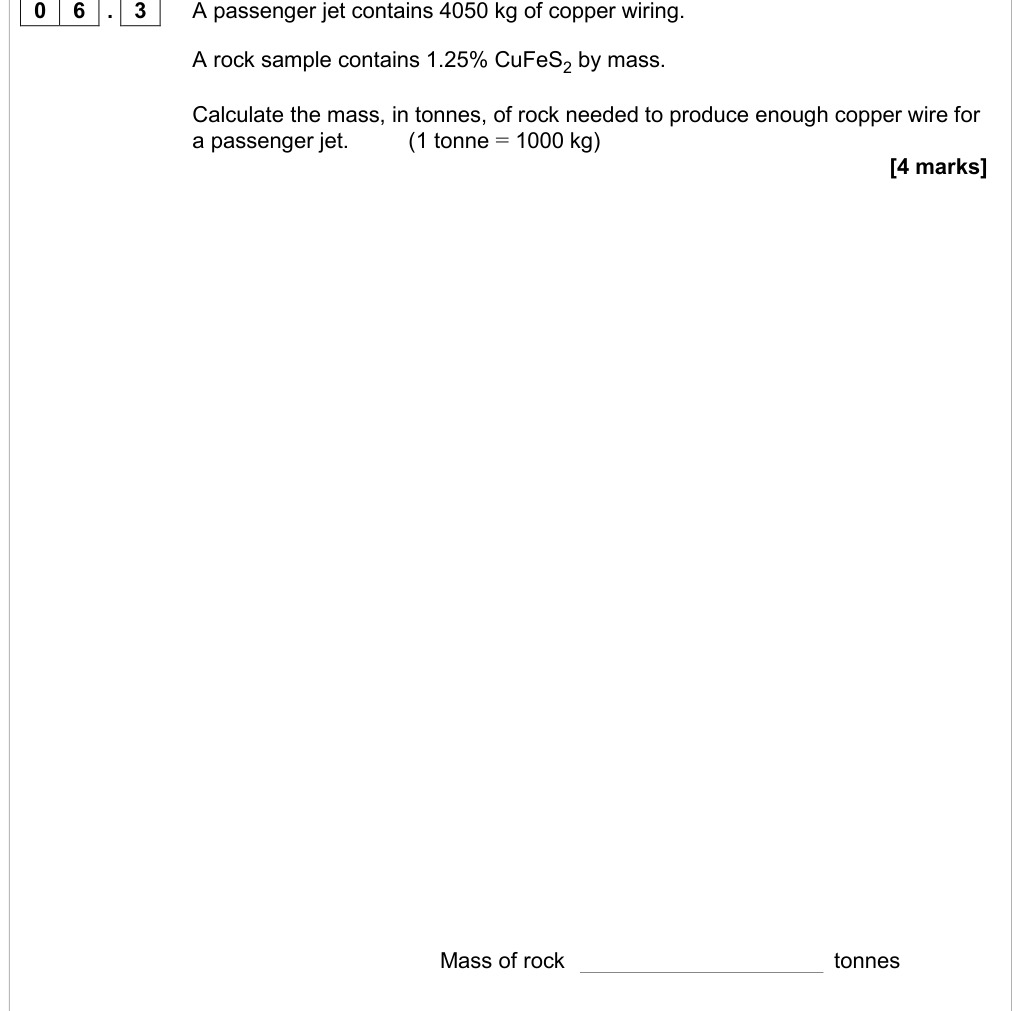 0 6 . 3 A passenger jet contains 4050 kg of copper wiring.
A rock sample contains 1.25% CuFeS₂ by mass.
Calculate the mass, in tonnes, of rock needed to produce enough copper wire for
a passenger jet. (1 tonne = 1000 kg)
[4 marks]
Mass of rock ____________________ tonnes